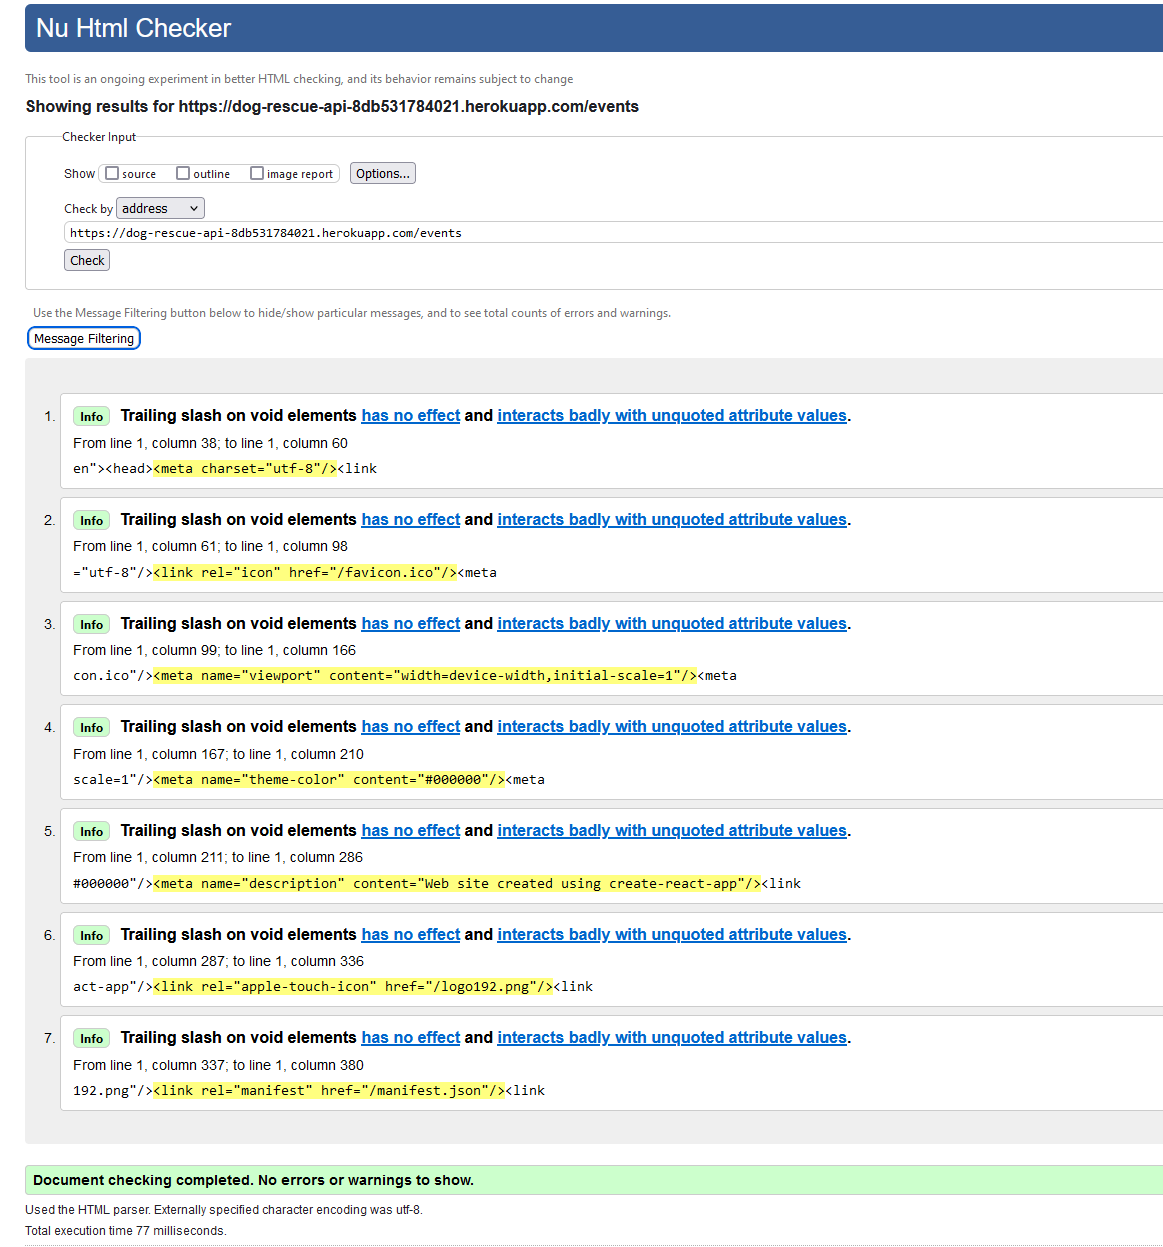 Nu Html Checker
This tool is an ongoing experiment in better HTML checking, and its behavior remains subject to change
Showing results for https://dog-rescue-api-8db531784021.herokuapp.com/events
Checker Input
Show source outline image report Options...
Check by address
https://dog-rescue-api-8db531784021.herokuapp.com/events
Check
Use the Message Filtering button below to hide/show particular messages, and to see total counts of errors and warnings.
Message Filtering
1. Info Trailing slash on void elements has no effect and interacts badly with unquoted attribute values.
From line 1, column 38; to line 1, column 60
en"><head><meta charset="utf-8"/><link
2. Info Trailing slash on void elements has no effect and interacts badly with unquoted attribute values.
From line 1, column 61; to line 1, column 98
="utf-8"/><link rel="icon" href="/favicon.ico"/><meta
3. Info Trailing slash on void elements has no effect and interacts badly with unquoted attribute values.
From line 1, column 99; to line 1, column 166
con.ico"/><meta name="viewport" content="width=device-width,initial-scale=1"/><meta
4. Info Trailing slash on void elements has no effect and interacts badly with unquoted attribute values.
From line 1, column 167; to line 1, column 210
scale=1"/><meta name="theme-color" content="#000000"/><meta
5. Info Trailing slash on void elements has no effect and interacts badly with unquoted attribute values.
From line 1, column 211; to line 1, column 286
#000000"/><meta name="description" content="Web site created using create-react-app"/><link
6. Info Trailing slash on void elements has no effect and interacts badly with unquoted attribute values.
From line 1, column 287; to line 1, column 336
act-app"/><link rel="apple-touch-icon" href="/logo192.png"/><link
7. Info Trailing slash on void elements has no effect and interacts badly with unquoted attribute values.
From line 1, column 337; to line 1, column 380
192.png"/><link rel="manifest" href="/manifest.json"/><link
Document checking completed. No errors or warnings to show.
Used the HTML parser. Externally specified character encoding was utf-8.
Total execution time 77 milliseconds.